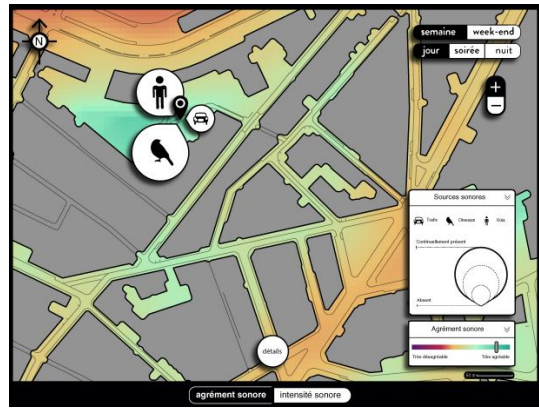 N
semaine week-end
jour soirée nuit
+
−
Sources sonores
Trafic Oiseaux Voix
Continuellement présent
Absent
Agrément sonore
Très désagréable Très agréable
détails
agrément sonore intensité sonore